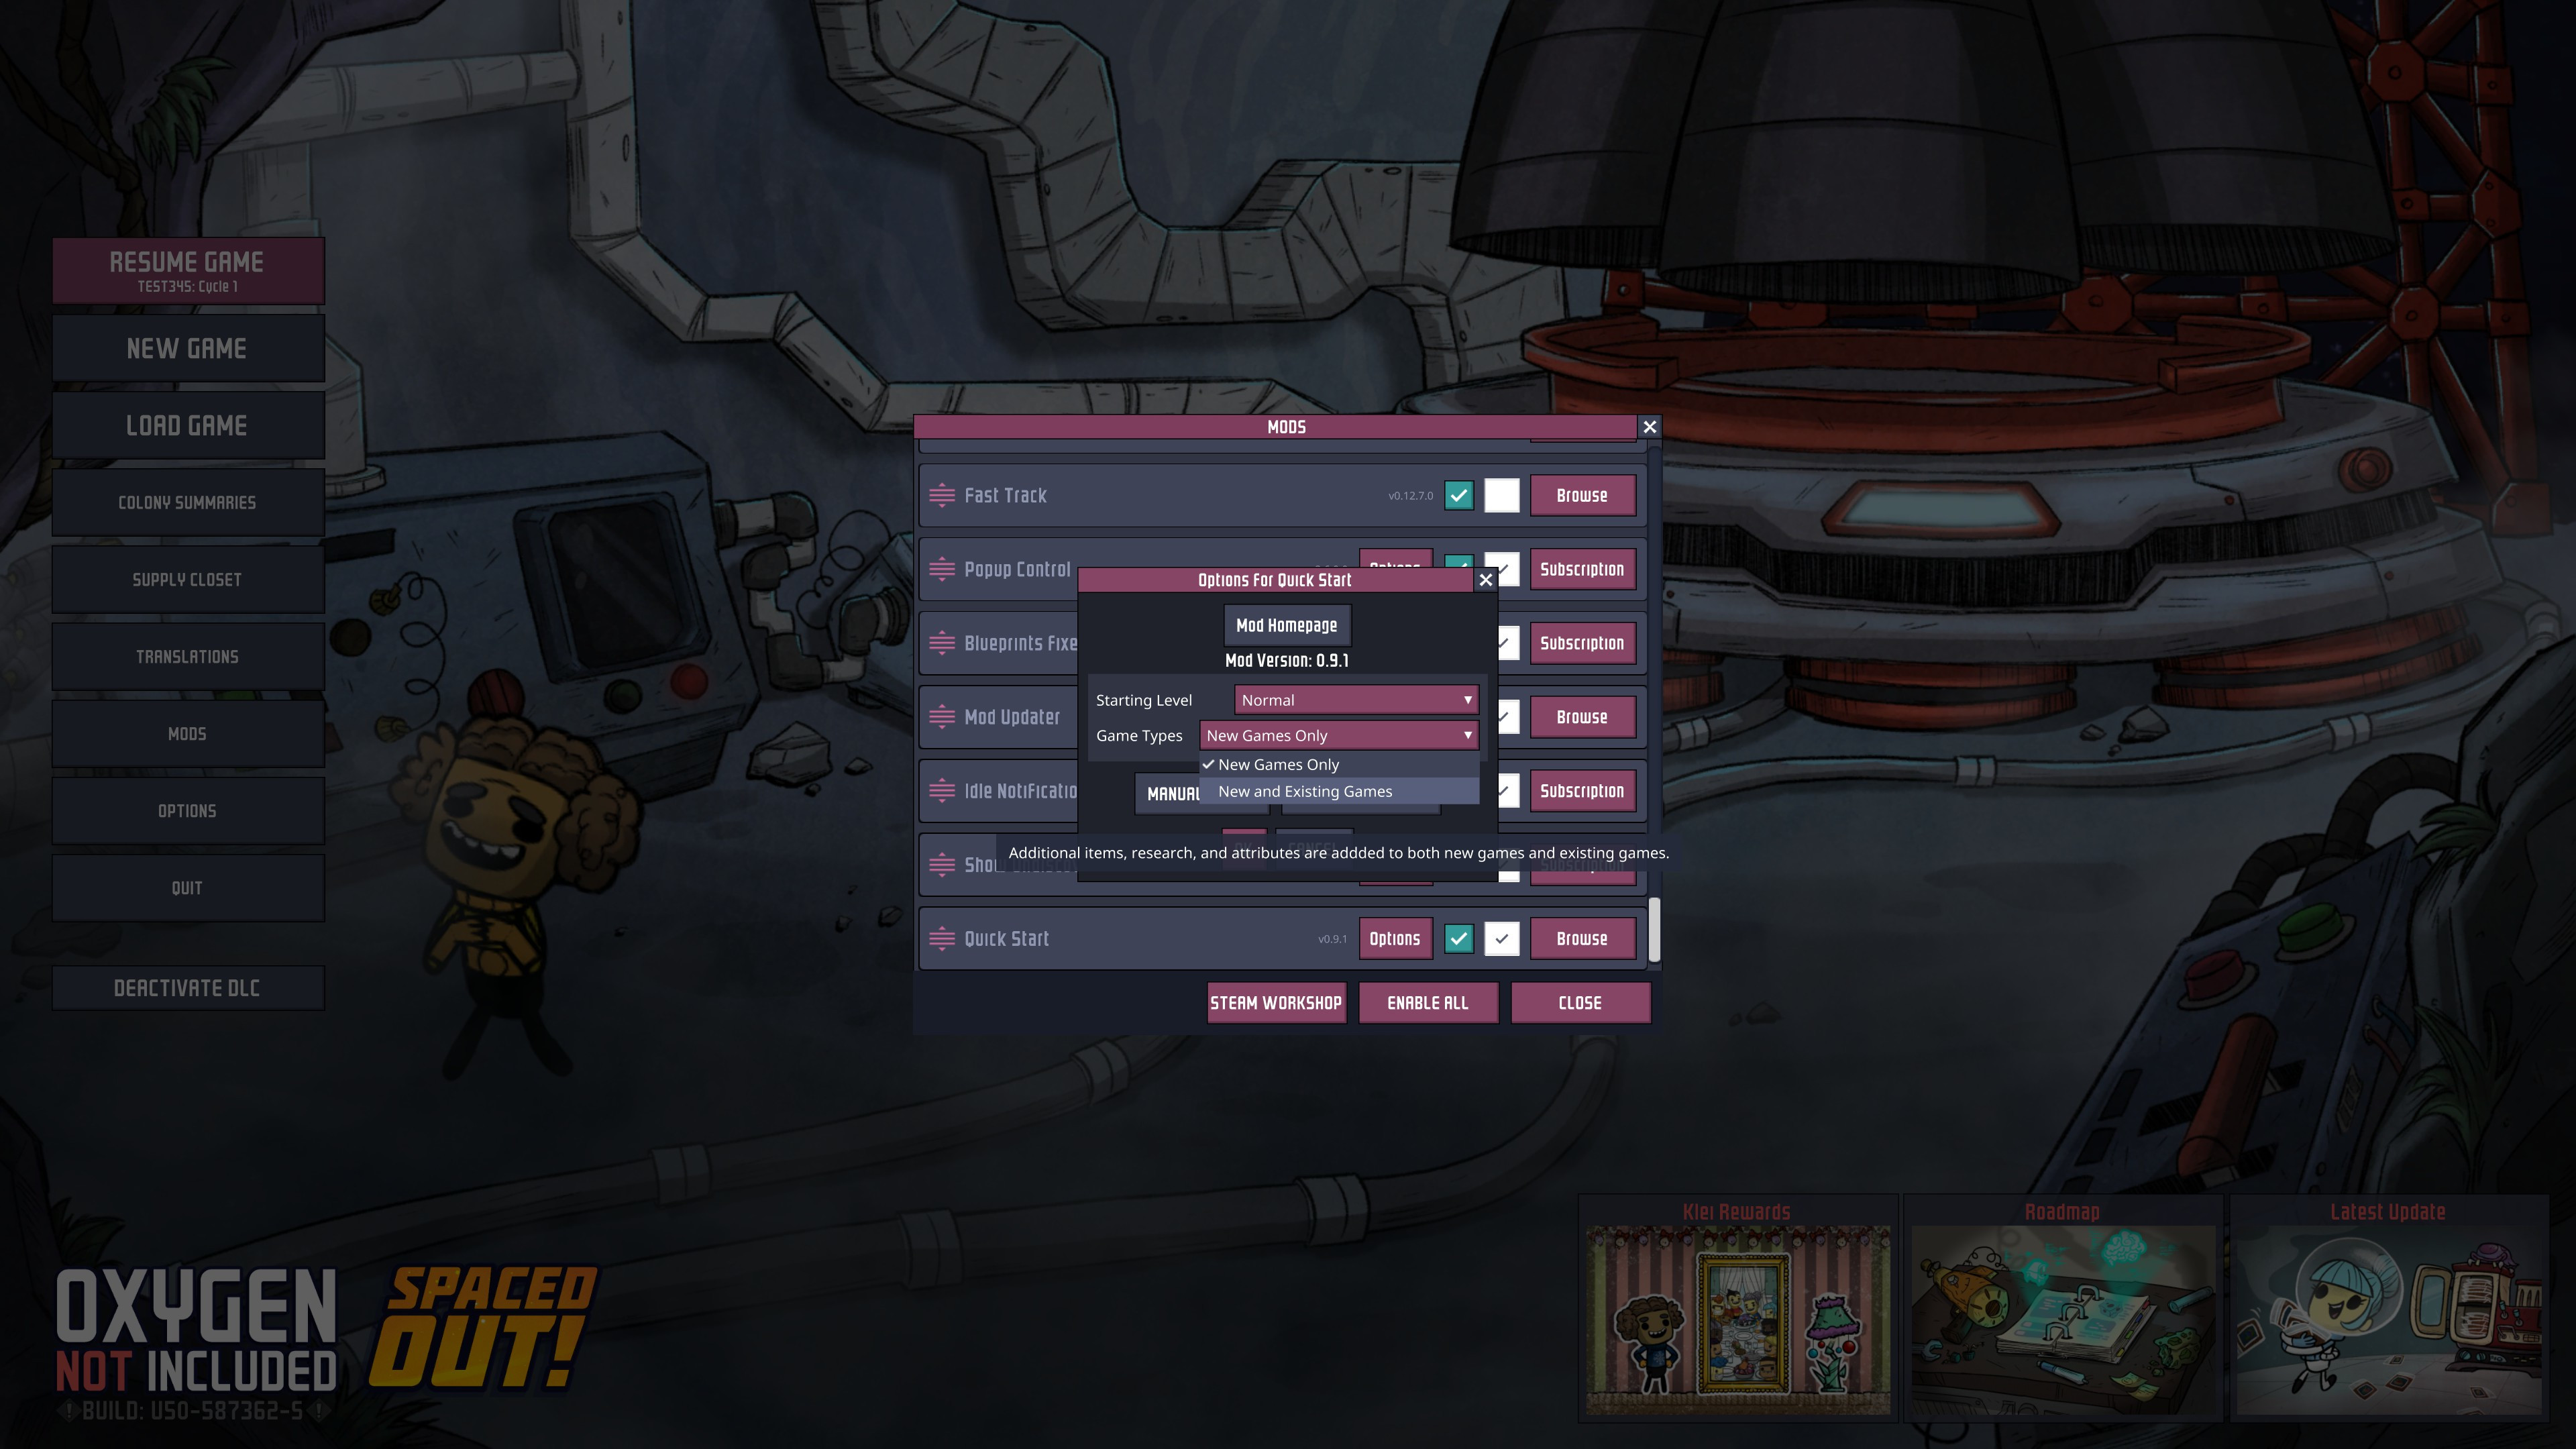 RESUME GAME
TEST345: Cycle 1
NEW GAME
LOAD GAME
COLONY SUMMARIES
SUPPLY CLOSET
TRANSLATIONS
MODS
OPTIONS
QUIT
DEACTIVATE DLC
MODS
Fast Track v0.12.7.0 Browse
Popup Control Options Subscription
Options For Quick Start
Mod Homepage
Mod Version: 0.9.1
Blueprints Fixe Subscription
Starting Level Normal
Mod Updater Browse
Game Types New Games Only
New Games Only
New and Existing Games
Idle Notificatio Subscription
MANUAL
Additional items, research, and attributes are addded to both new games and existing games.
Sho Subscription
Quick Start v0.9.1 Options Browse
STEAM WORKSHOP ENABLE ALL CLOSE
OXYGEN
NOT INCLUDED
SPACED
OUT!
BUILD: U50-587362-S
Klei Rewards
Roadmap
Latest Update